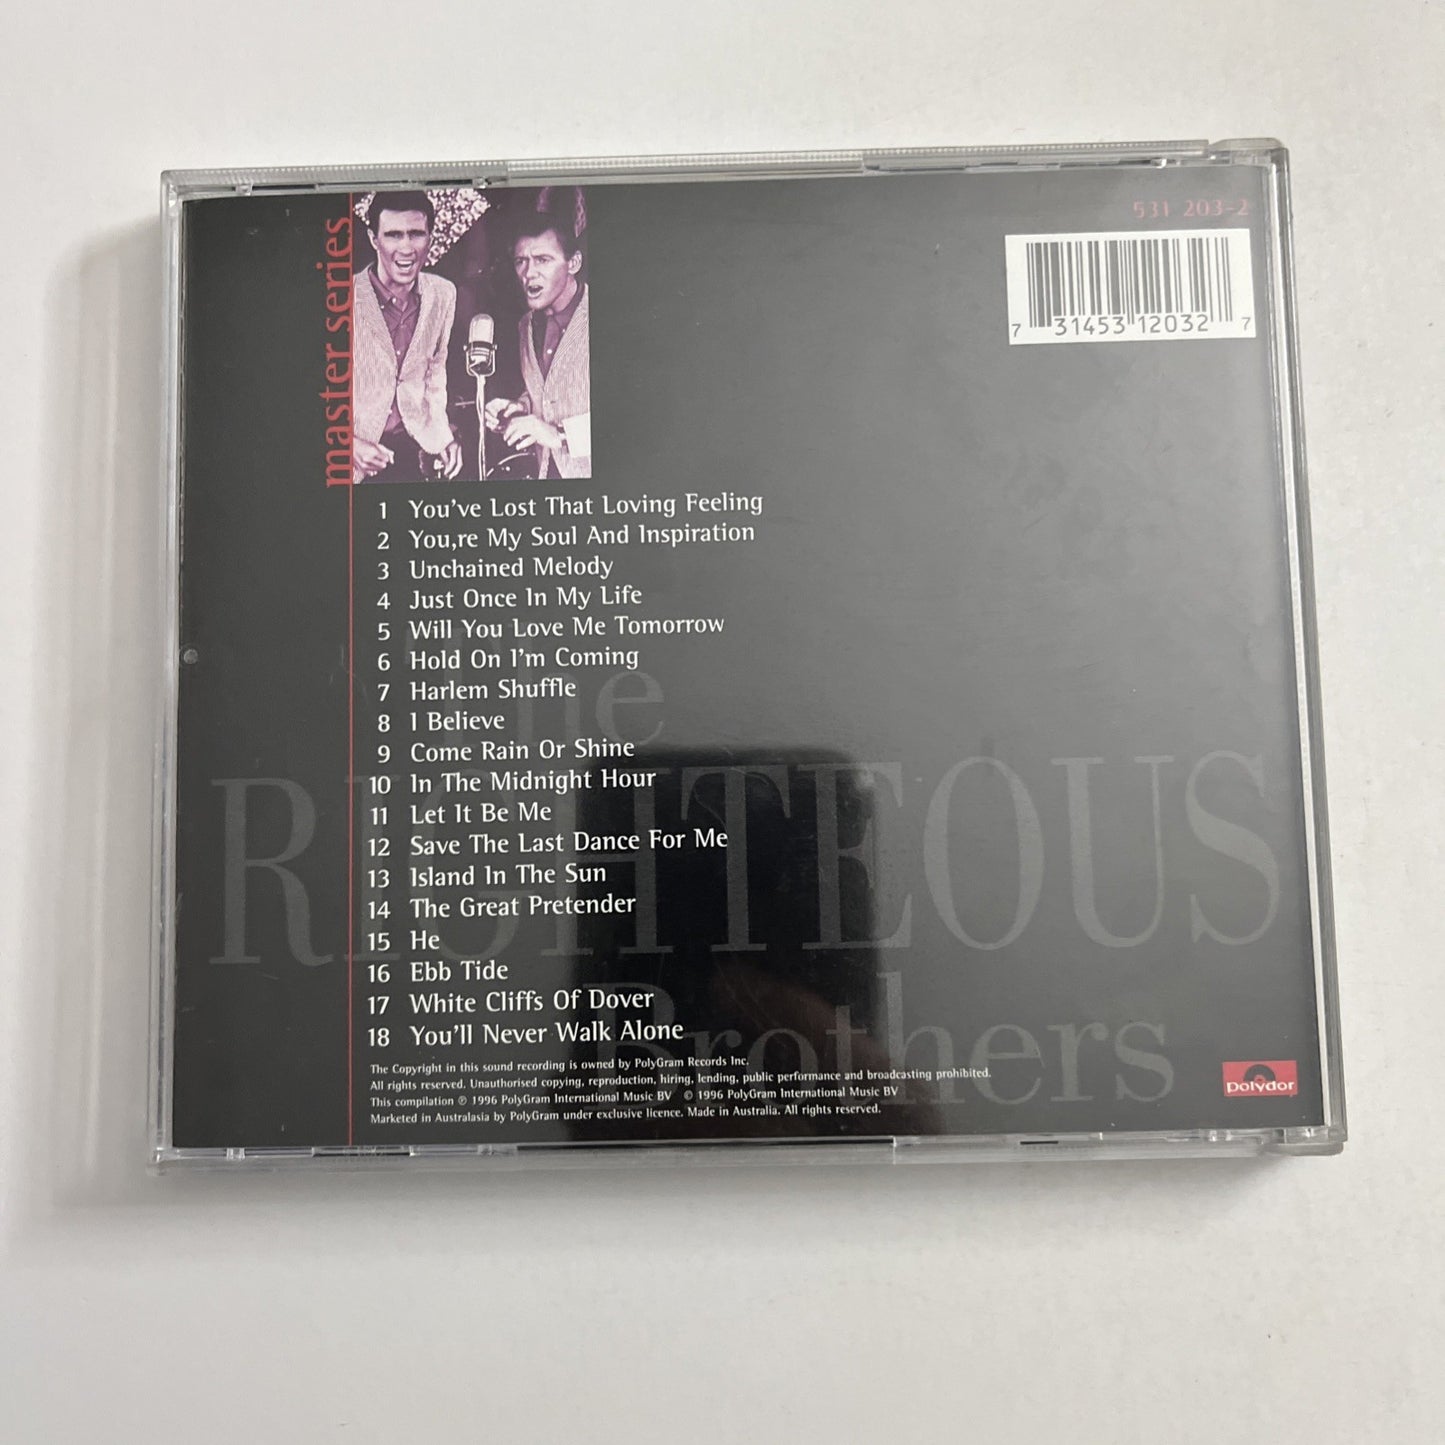 master series
531 203-2
7 31453 12032 7
1 You've Lost That Loving Feeling
2 You,re My Soul And Inspiration
3 Unchained Melody
4 Just Once In My Life
5 Will You Love Me Tomorrow
6 Hold On I'm Coming
7 Harlem Shuffle
8 I Believe
9 Come Rain Or Shine
10 In The Midnight Hour
11 Let It Be Me
12 Save The Last Dance For Me
13 Island In The Sun
14 The Great Pretender
15 He
16 Ebb Tide
17 White Cliffs Of Dover
18 You'll Never Walk Alone
The RIGHTEOUS Brothers
The Copyright in this sound recording is owned by PolyGram Records Inc.
All rights reserved. Unauthorised copying, reproduction, hiring, lending, public performance and broadcasting prohibited.
This compilation ℗ 1996 PolyGram International Music BV © 1996 PolyGram International Music BV
Marketed in Australasia by PolyGram under exclusive licence. Made in Australia. All rights reserved.
polydor